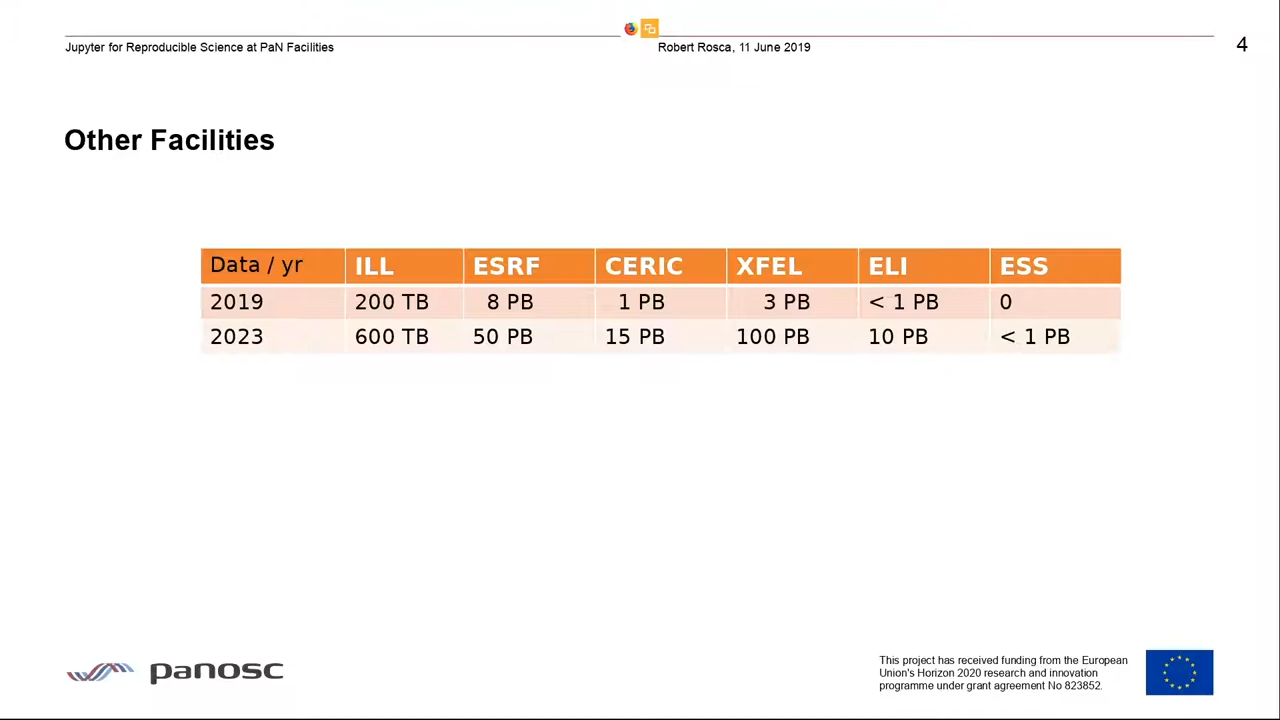 Jupyter for Reproducible Science at PaN Facilities
Robert Rosca, 11 June 2019
4
Other Facilities
Data / yr ILL ESRF CERIC XFEL ELI ESS
2019 200 TB 8 PB 1 PB 3 PB < 1 PB 0
2023 600 TB 50 PB 15 PB 100 PB 10 PB < 1 PB
panosc
This project has received funding from the European
Union's Horizon 2020 research and innovation
programme under grant agreement No 823852.